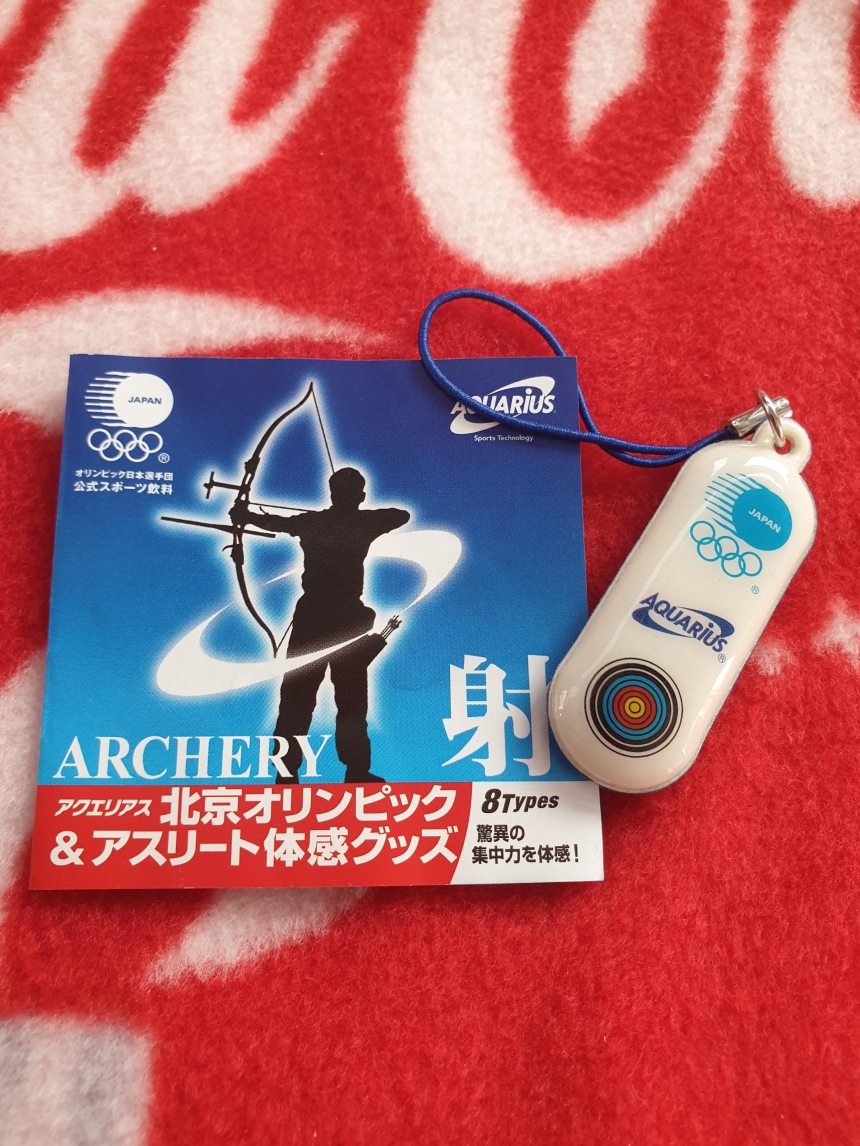 JAPAN
®
オリンピック日本選手団
公式スポーツ飲料
AQUARIUS
Sports Technology
射
ARCHERY
アクエリアス 北京オリンピック
&アスリート体感グッズ
8Types
驚異の
集中力を体感!
JAPAN
®
AQUARIUS
®